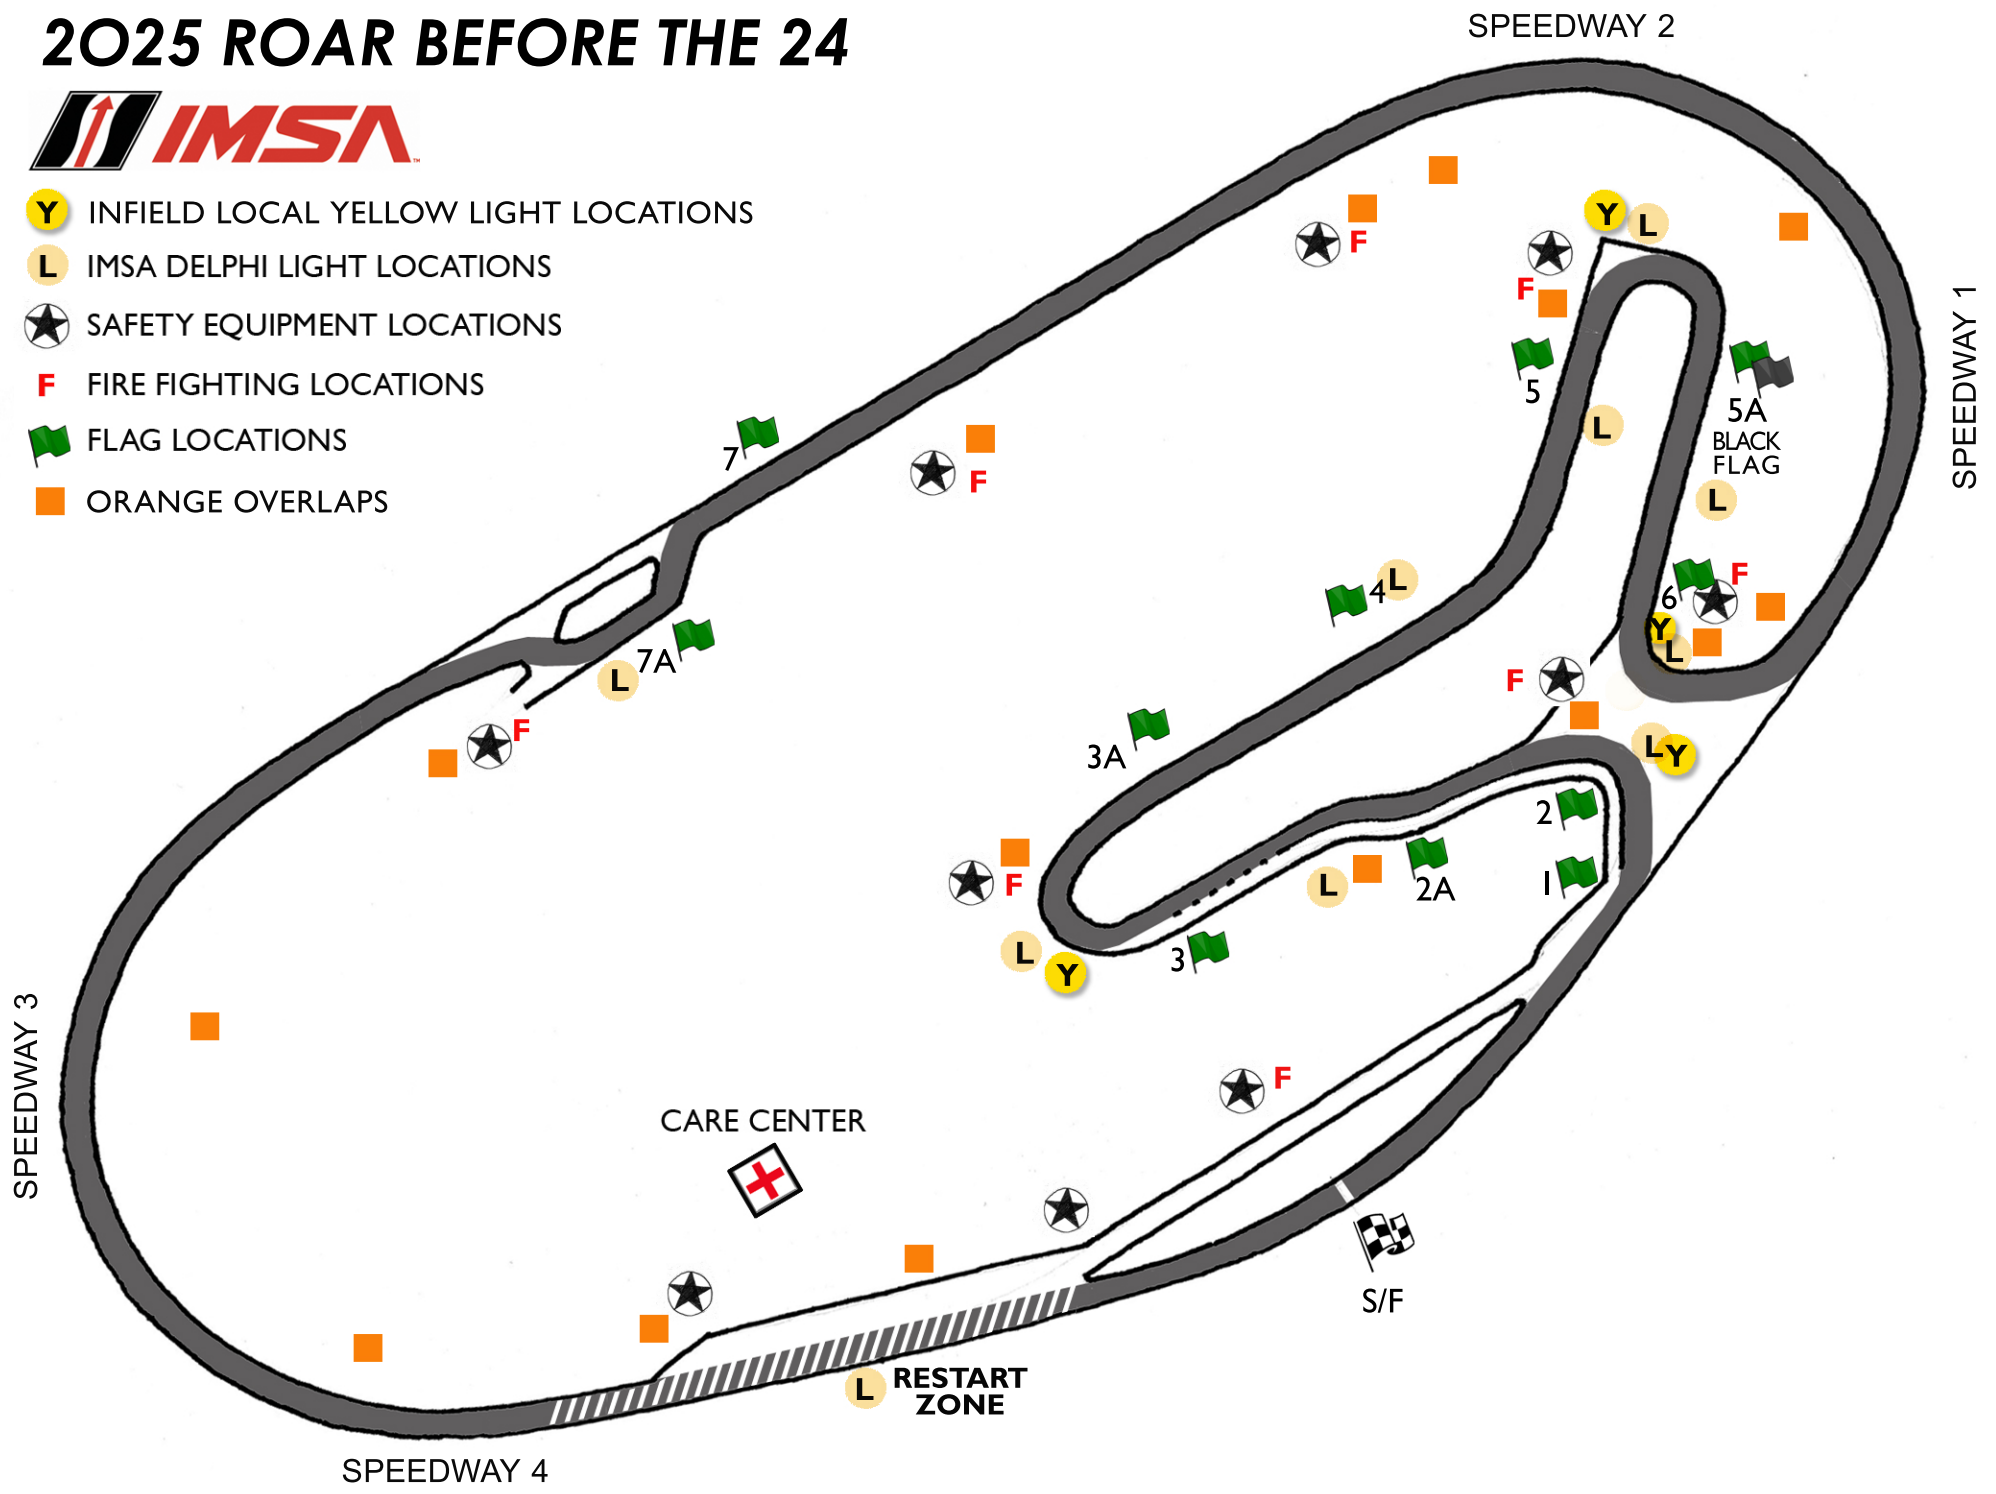 2025 ROAR BEFORE THE 24
IMSA
Y INFIELD LOCAL YELLOW LIGHT LOCATIONS
L IMSA DELPHI LIGHT LOCATIONS
SAFETY EQUIPMENT LOCATIONS
F FIRE FIGHTING LOCATIONS
FLAG LOCATIONS
ORANGE OVERLAPS
SPEEDWAY 2
SPEEDWAY 1
Y L
F
F
5
5A
BLACK
FLAG
L
L
7
F
4 L
F
6
Y
L
7A
L
F
F
3A
L Y
2
1
2A
L
F
L
Y
3
F
SPEEDWAY 3
CARE CENTER
S/F
L RESTART
ZONE
SPEEDWAY 4